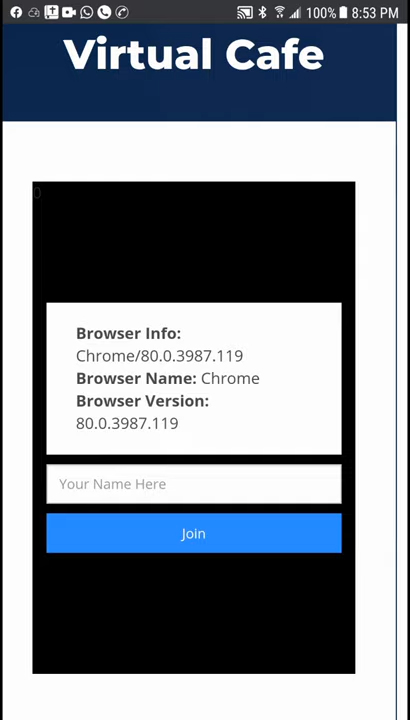 100% 8:53 PM
Virtual Cafe
0
Browser Info:
Chrome/80.0.3987.119
Browser Name: Chrome
Browser Version:
80.0.3987.119
Your Name Here
Join